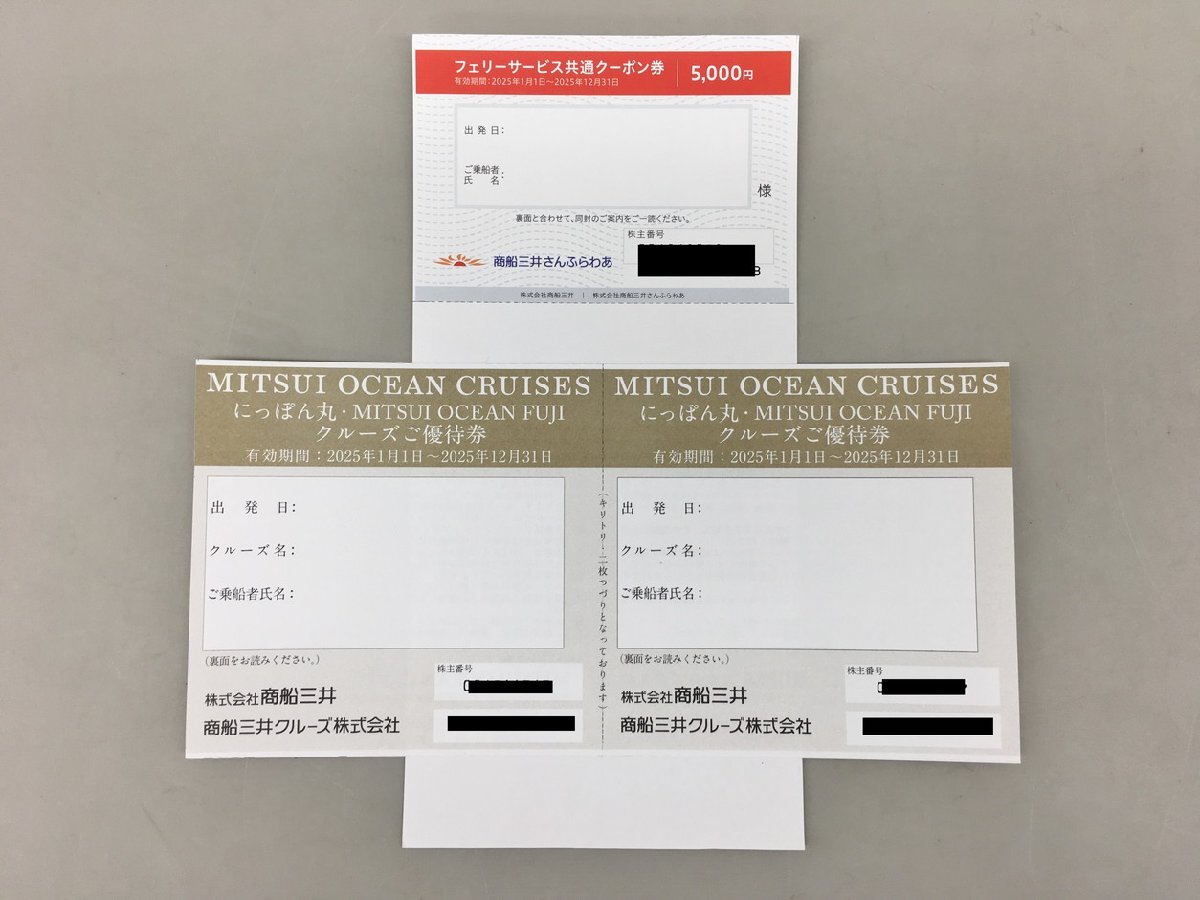 フェリーサービス共通クーポン券 5,000円
有効期間:2025年1月1日～2025年12月31日
出発日:
ご乗船者
氏 名:
様
裏面と合わせて、同封のご案内をご一読ください。
株主番号
商船三井さんふらわあ
株式会社商船三井 | 株式会社商船三井さんふらわあ
MITSUI OCEAN CRUISES
にっぽん丸・MITSUI OCEAN FUJI
クルーズご優待券
有効期間：2025年1月1日～2025年12月31日
出 発 日：
クルーズ名：
ご乗船者氏名：
(裏面をお読みください。)
株主番号
株式会社商船三井
商船三井クルーズ株式会社
(キリトリ・二枚つづりとなっております)
MITSUI OCEAN CRUISES
にっぽん丸・MITSUI OCEAN FUJI
クルーズご優待券
有効期間：2025年1月1日～2025年12月31日
出 発 日：
クルーズ名：
ご乗船者氏名：
(裏面をお読みください。)
株主番号
株式会社商船三井
商船三井クルーズ株式会社